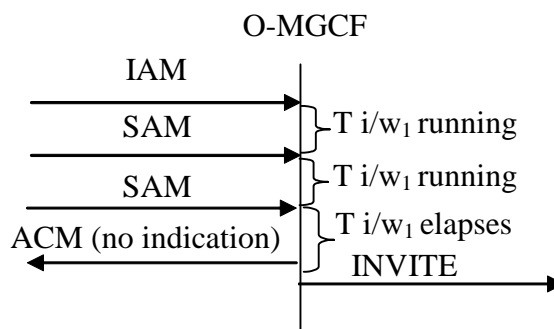 O-MGCF
IAM
T i/w₁ running
SAM
T i/w₁ running
SAM
T i/w₁ elapses
ACM (no indication)
INVITE